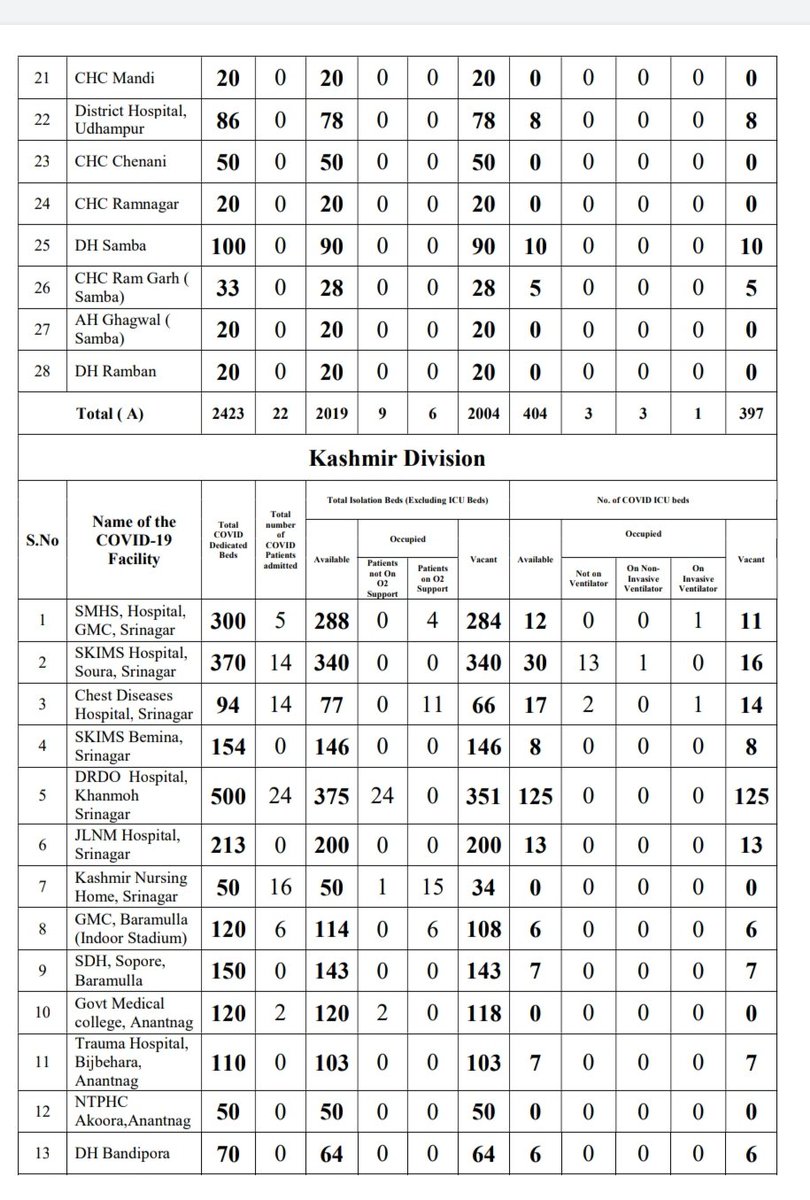 21 CHC Mandi 20 0 20 0 0 20 0 0 0 0 0
22 District Hospital, Udhampur 86 0 78 0 0 78 8 0 0 0 8
23 CHC Chenani 50 0 50 0 0 50 0 0 0 0 0
24 CHC Ramnagar 20 0 20 0 0 20 0 0 0 0 0
25 DH Samba 100 0 90 0 0 90 10 0 0 0 10
26 CHC Ram Garh ( Samba) 33 0 28 0 0 28 5 0 0 0 5
27 AH Ghagwal ( Samba) 20 0 20 0 0 20 0 0 0 0 0
28 DH Ramban 20 0 20 0 0 20 0 0 0 0 0
Total ( A) 2423 22 2019 9 6 2004 404 3 3 1 397
Kashmir Division
S.No Name of the COVID-19 Facility Total COVID Dedicated Beds Total number of COVID Patients admitted
Total Isolation Beds (Excluding ICU Beds) No. of COVID ICU beds
Available Occupied Vacant Available Occupied Vacant
Patients not On O2 Support Patients on O2 Support Not on Ventilator On Non-Invasive Ventilator On Invasive Ventilator
1 SMHS, Hospital, GMC, Srinagar 300 5 288 0 4 284 12 0 0 1 11
2 SKIMS Hospital, Soura, Srinagar 370 14 340 0 0 340 30 13 1 0 16
3 Chest Diseases Hospital, Srinagar 94 14 77 0 11 66 17 2 0 1 14
4 SKIMS Bemina, Srinagar 154 0 146 0 0 146 8 0 0 0 8
5 DRDO Hospital, Khanmoh Srinagar 500 24 375 24 0 351 125 0 0 0 125
6 JLNM Hospital, Srinagar 213 0 200 0 0 200 13 0 0 0 13
7 Kashmir Nursing Home, Srinagar 50 16 50 1 15 34 0 0 0 0 0
8 GMC, Baramulla (Indoor Stadium) 120 6 114 0 6 108 6 0 0 0 6
9 SDH, Sopore, Baramulla 150 0 143 0 0 143 7 0 0 0 7
10 Govt Medical college, Anantnag 120 2 120 2 0 118 0 0 0 0 0
11 Trauma Hospital, Bijbehara, Anantnag 110 0 103 0 0 103 7 0 0 0 7
12 NTPHC Akoora,Anantnag 50 0 50 0 0 50 0 0 0 0 0
13 DH Bandipora 70 0 64 0 0 64 6 0 0 0 6